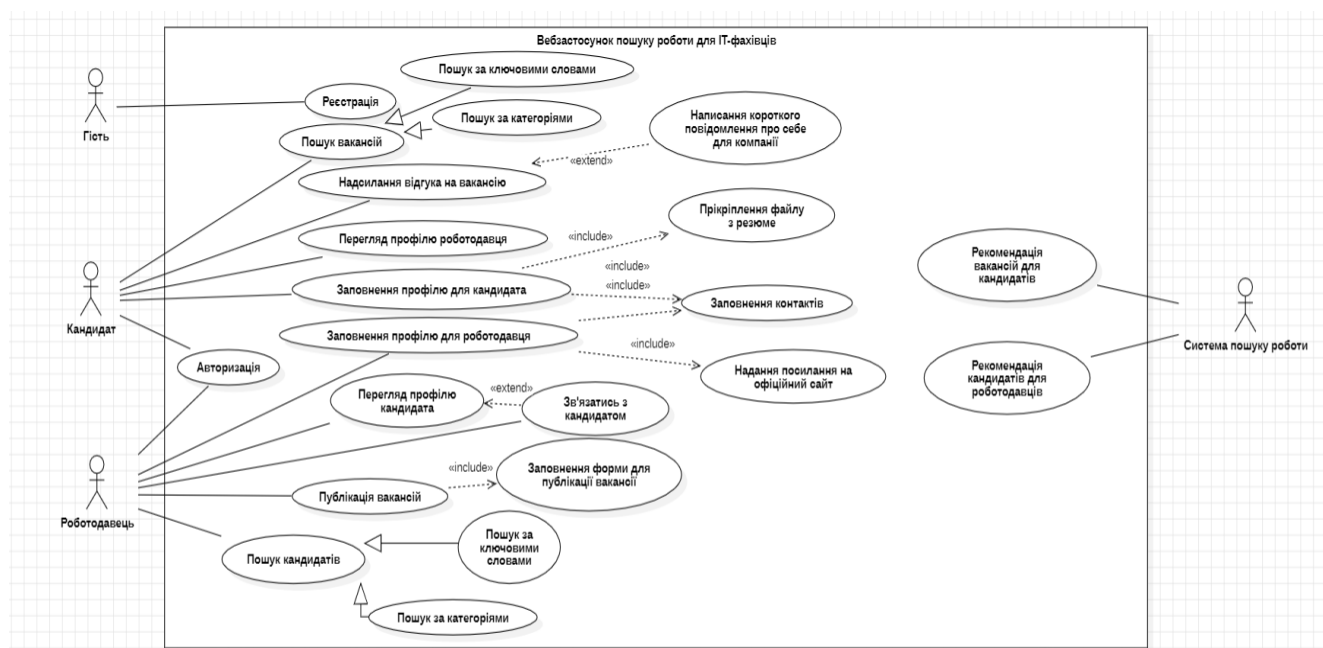 Вебзастосунок пошуку роботи для ІТ-фахівців
Пошук за ключовими словами
Реєстрація
Гість
Пошук за категоріями
Пошук вакансій
Написання короткого
повідомлення про себе
для компанії
«extend»
Надсилання відгука на вакансію
Прікріплення файлу
з резюме
Перегляд профілю роботодавця
«include»
Рекомендація
вакансій для
кандидатів
«include»
Заповнення профілю для кандидата
«include»
Заповнення контактів
Кандидат
Заповнення профілю для роботодавця
«include»
Система пошуку роботи
Авторизація
Надання посилання на
офіційний сайт
Рекомендація
кандидатів для
роботодавців
Перегляд профілю
кандидата
«extend»
Зв'язатись з
кандидатом
«include»
Заповнення форми для
публікації вакансії
Публікація вакансій
Роботодавець
Пошук за
ключовими
словами
Пошук кандидатів
Пошук за категоріями